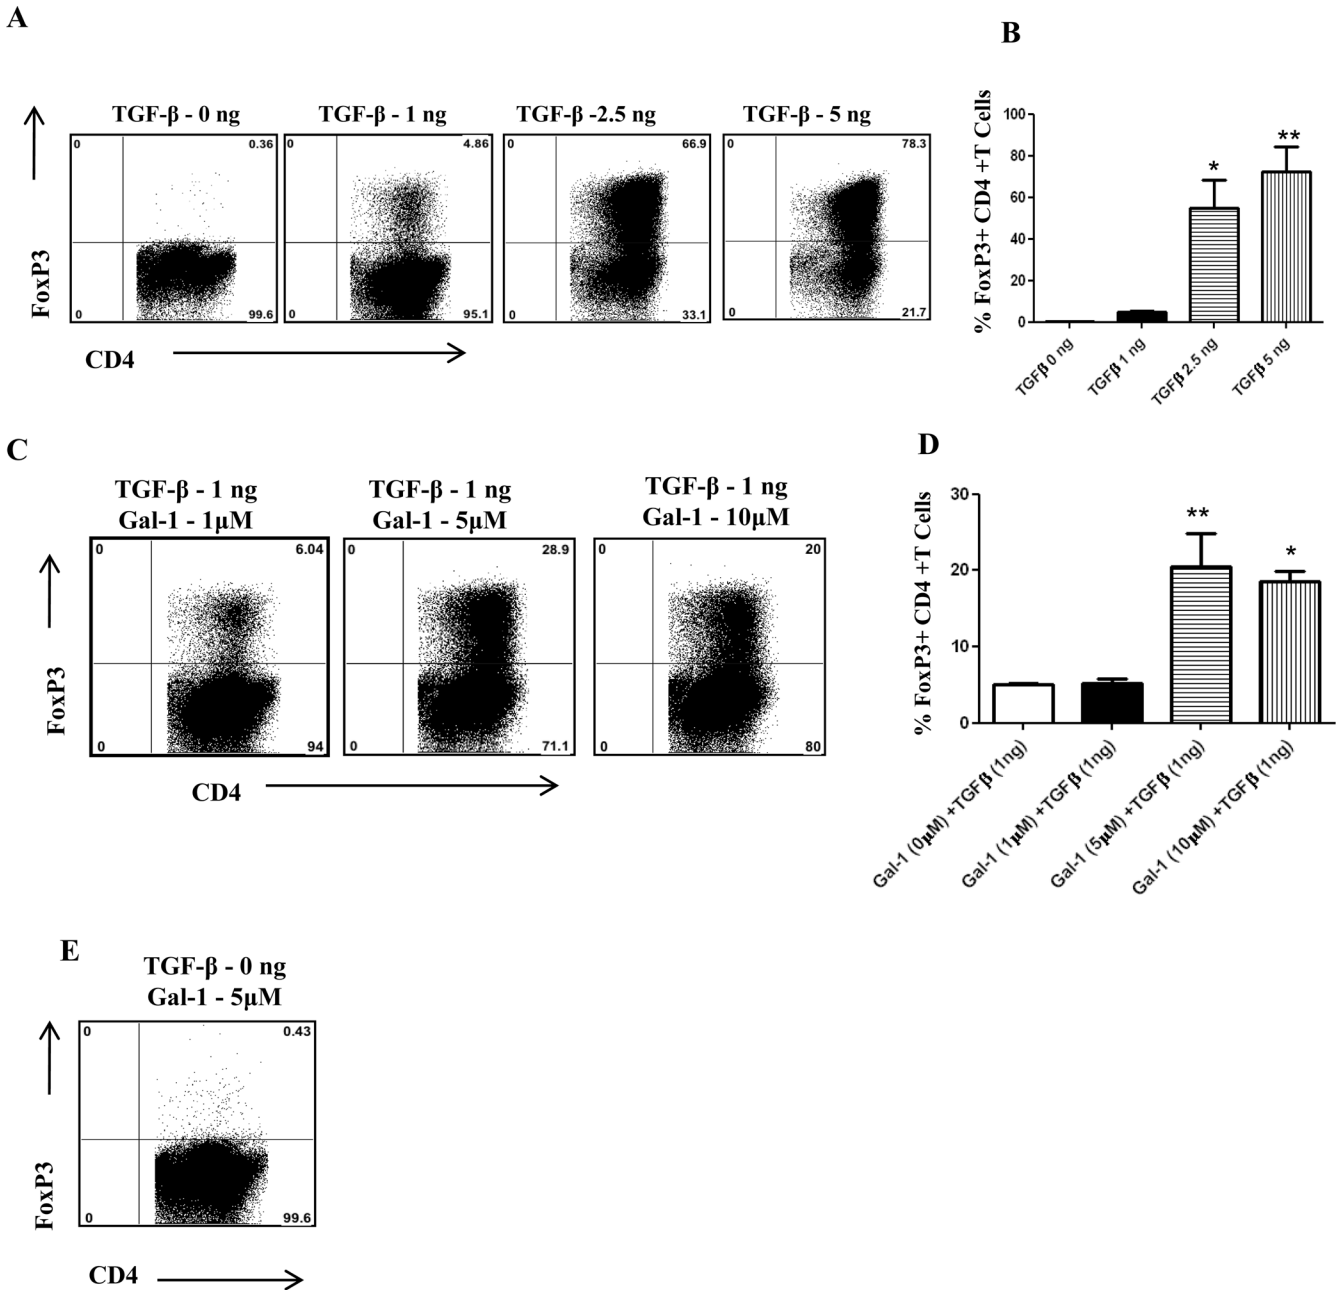 A
B
TGF-β - 0 ng
TGF-β - 1 ng
TGF-β -2.5 ng
TGF-β - 5 ng
0 0.36
0 99.6
0 4.86
0 95.1
0 66.9
0 33.1
0 78.3
0 21.7
FoxP3
CD4
% FoxP3+ CD4 +T Cells
100
80
60
40
20
0
*
**
TGFβ 0 ng
TGFβ 1 ng
TGFβ 2.5 ng
TGFβ 5 ng
C
D
TGF-β - 1 ng
Gal-1 - 1μM
TGF-β - 1 ng
Gal-1 - 5μM
TGF-β - 1 ng
Gal-1 - 10μM
0 6.04
0 94
0 28.9
0 71.1
0 20
0 80
FoxP3
CD4
% FoxP3+ CD4 +T Cells
30
20
10
0
**
*
Gal-1 (0μM) +TGFβ (1ng)
Gal-1 (1μM) +TGFβ (1ng)
Gal-1 (5μM) +TGFβ (1ng)
Gal-1 (10μM) +TGFβ (1ng)
E
TGF-β - 0 ng
Gal-1 - 5μM
0 0.43
0 99.6
FoxP3
CD4